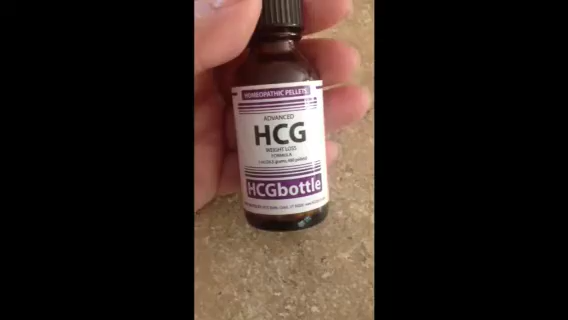 HOMEOPATHIC PELLETS
ADVANCED
HCG
WEIGHT LOSS
FORMULA
HCGbottle